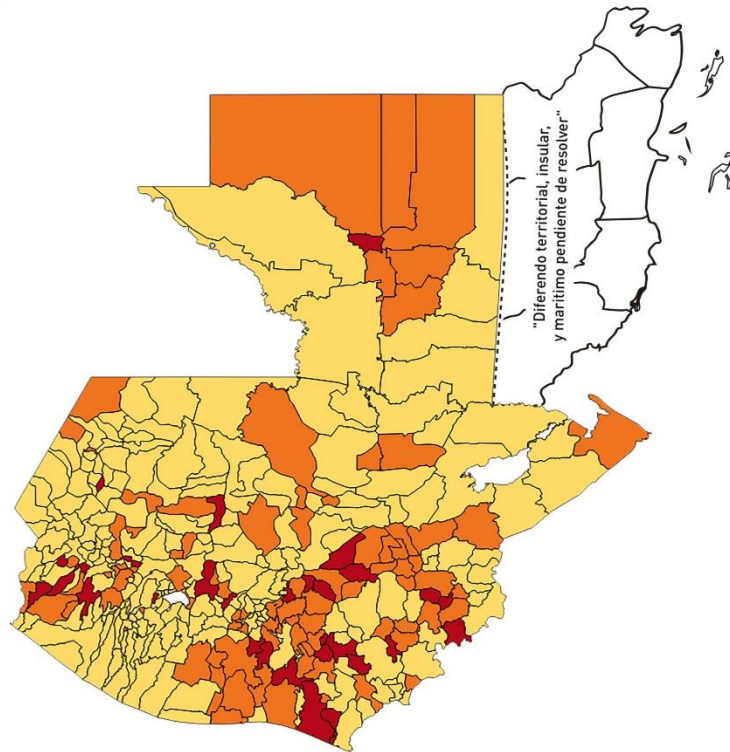 "Diferendo territorial, insular,
y marítimo pendiente de resolver"